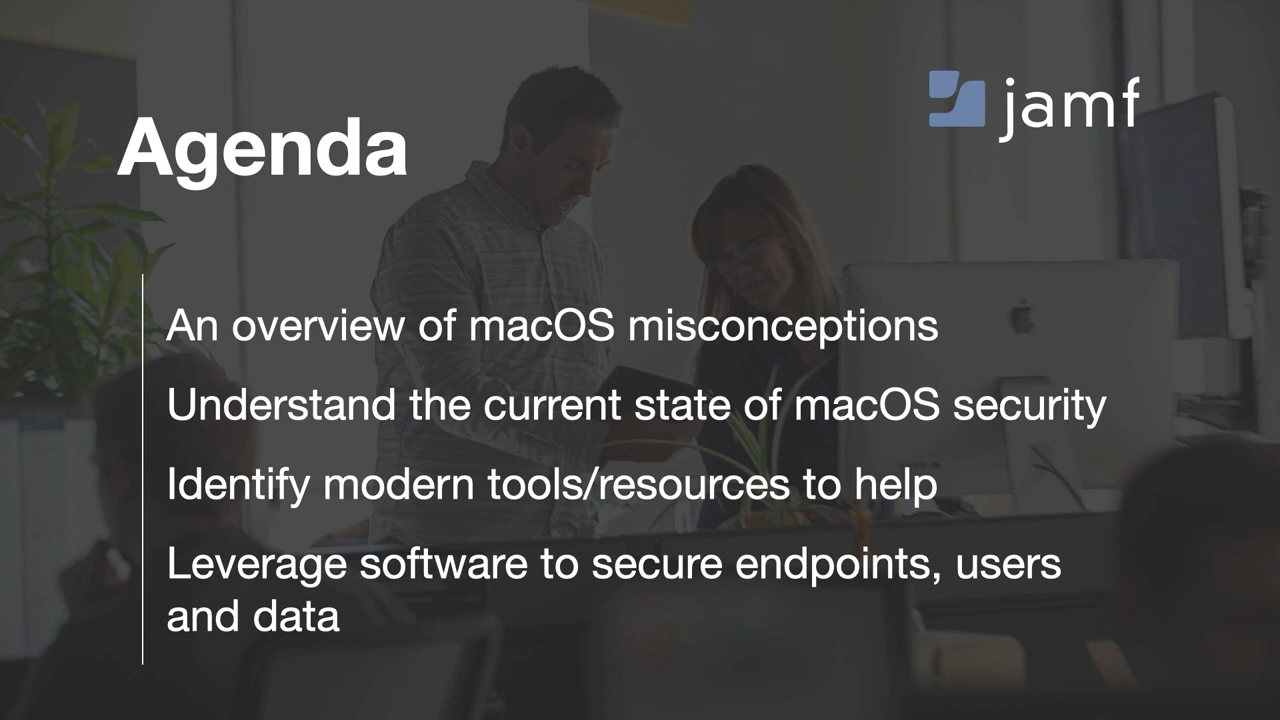 jamf
Agenda
An overview of macOS misconceptions
Understand the current state of macOS security
Identify modern tools/resources to help
Leverage software to secure endpoints, users
and data